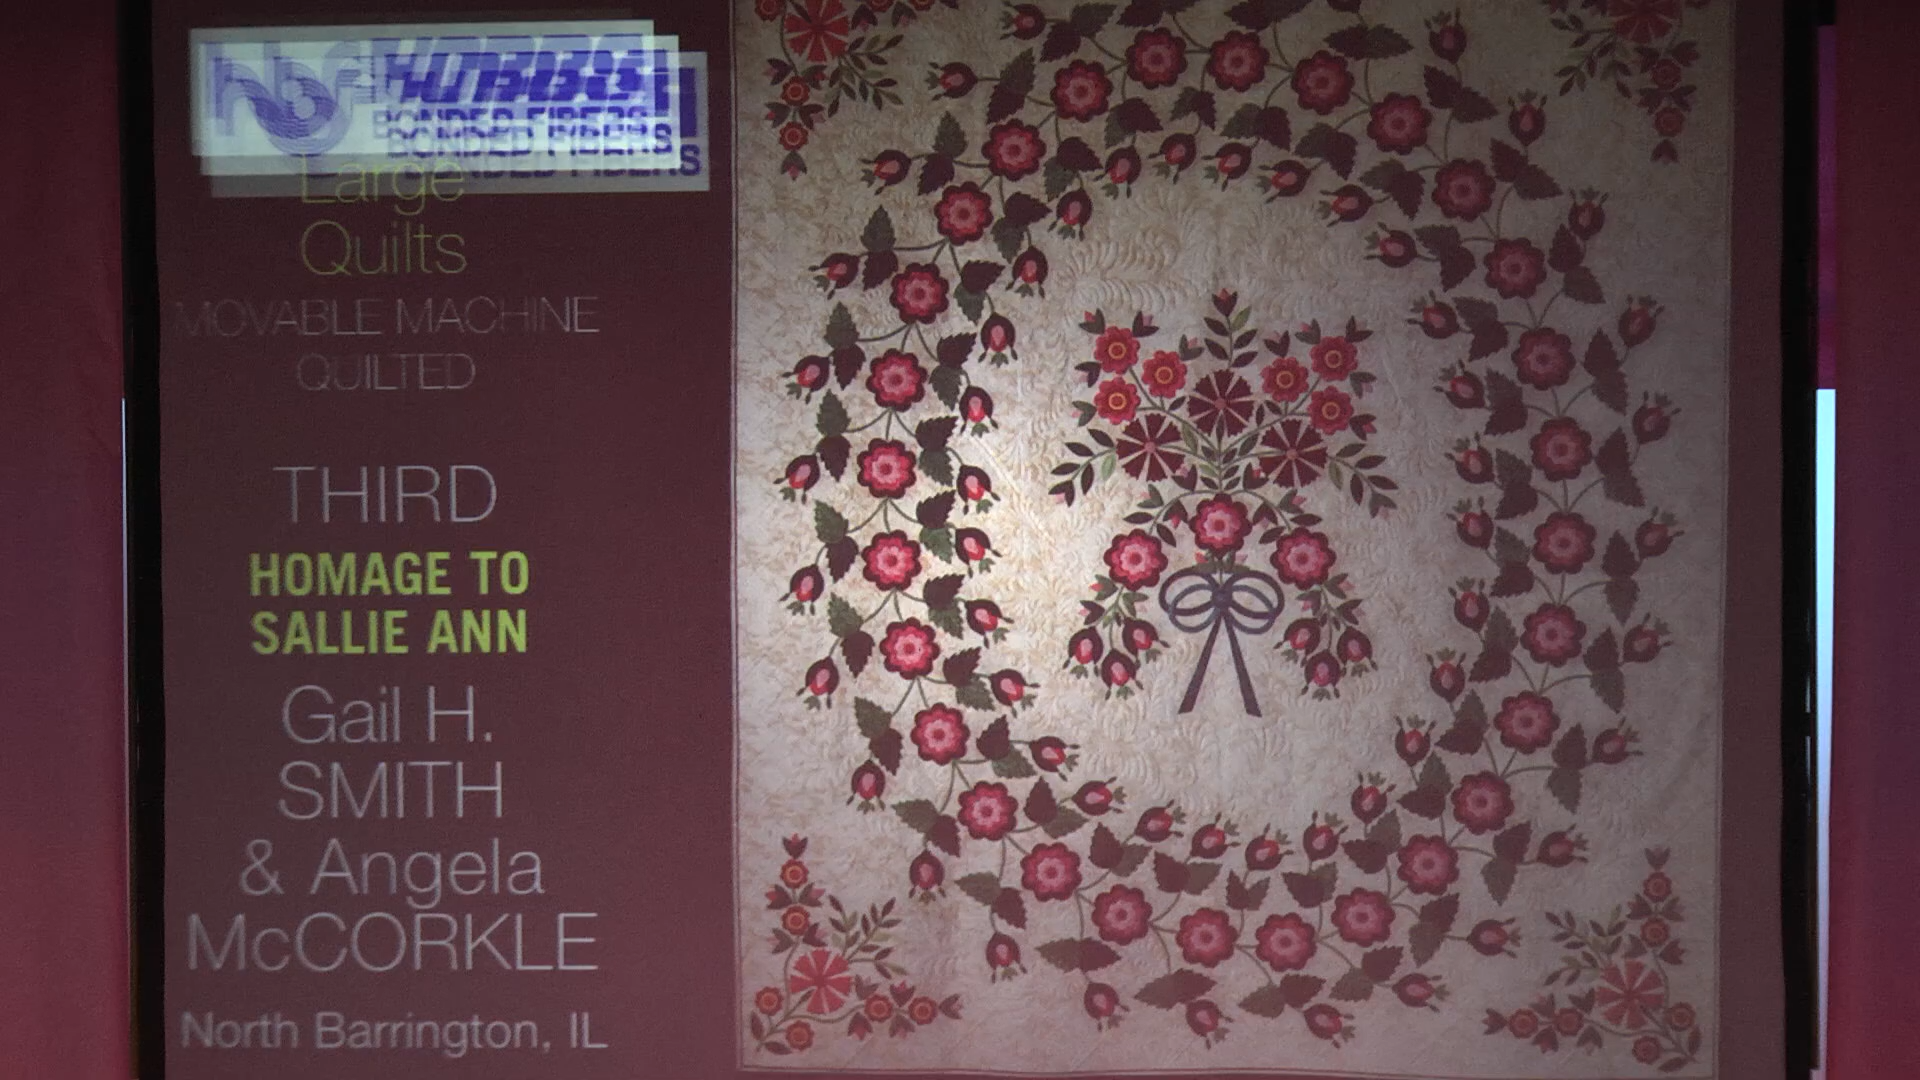 HOBBS
BONDED FIBERS
Large
Quilts
MOVABLE MACHINE
QUILTED
THIRD
HOMAGE TO
SALLIE ANN
Gail H.
SMITH
& Angela
McCORKLE
North Barrington, IL